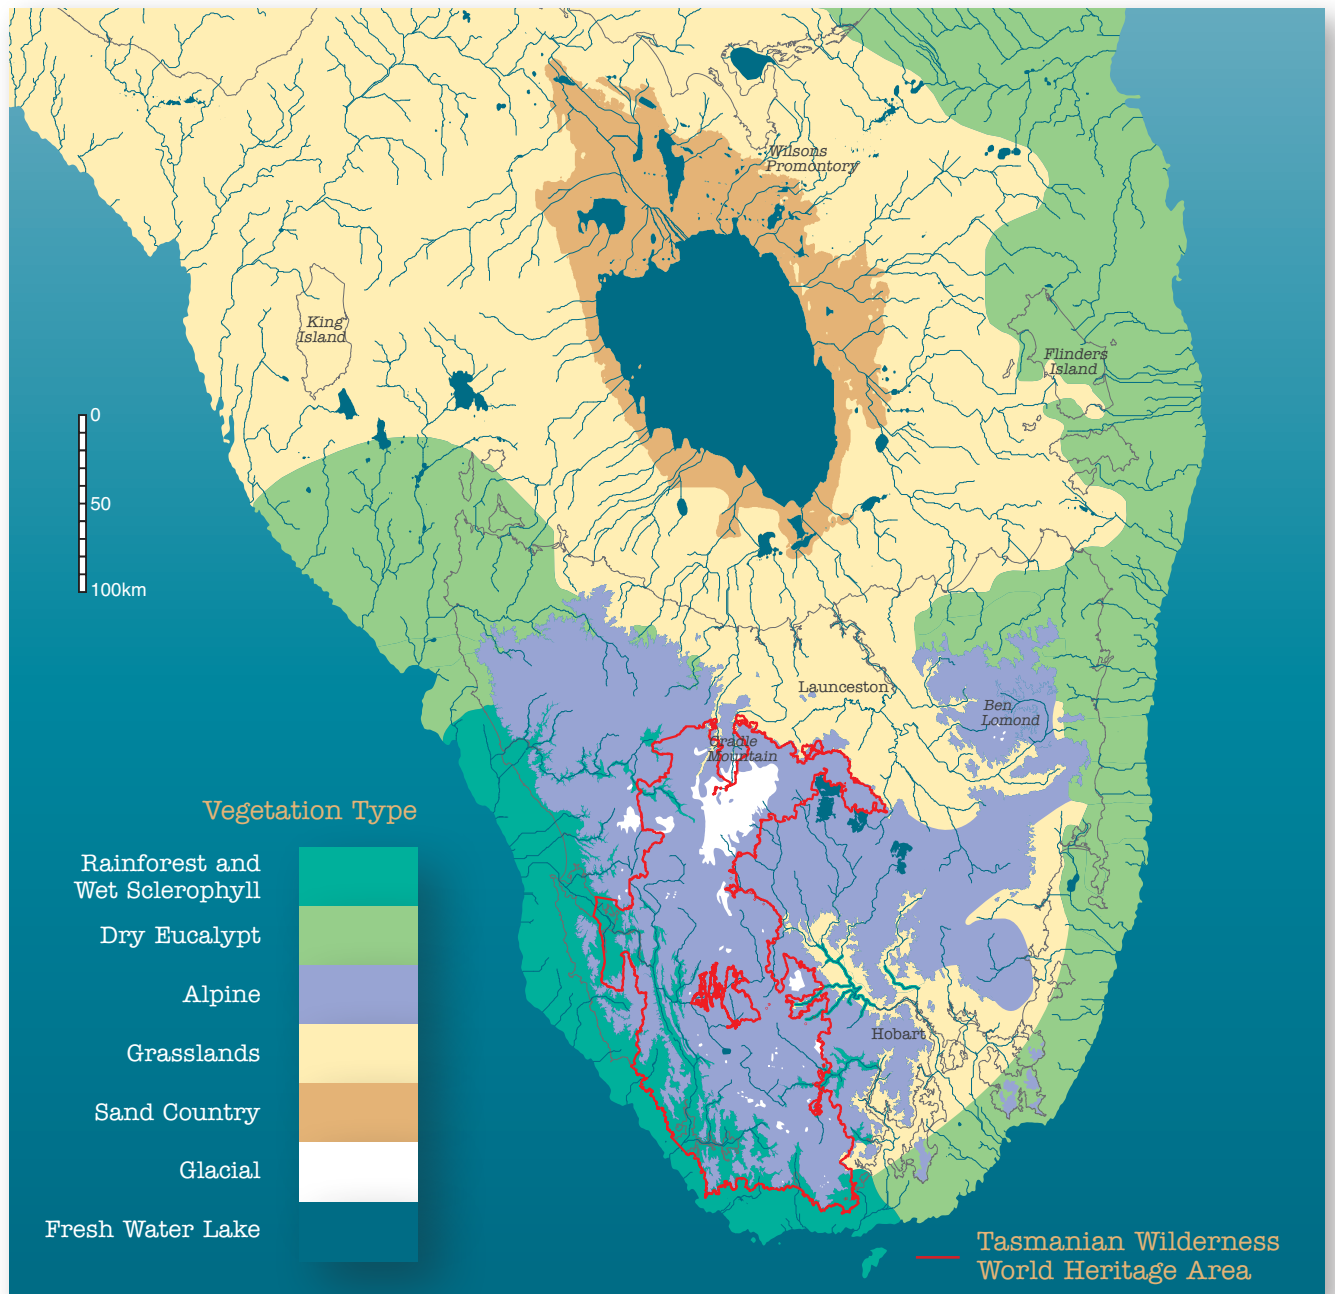 Wilsons
Promontory
King
Island
Flinders
Island
0
50
100km
Launceston
Ben
Lomond
Cradle
Mountain
Hobart
Vegetation Type
Rainforest and
Wet Sclerophyll
Dry Eucalypt
Alpine
Grasslands
Sand Country
Glacial
Fresh Water Lake
Tasmanian Wilderness
World Heritage Area